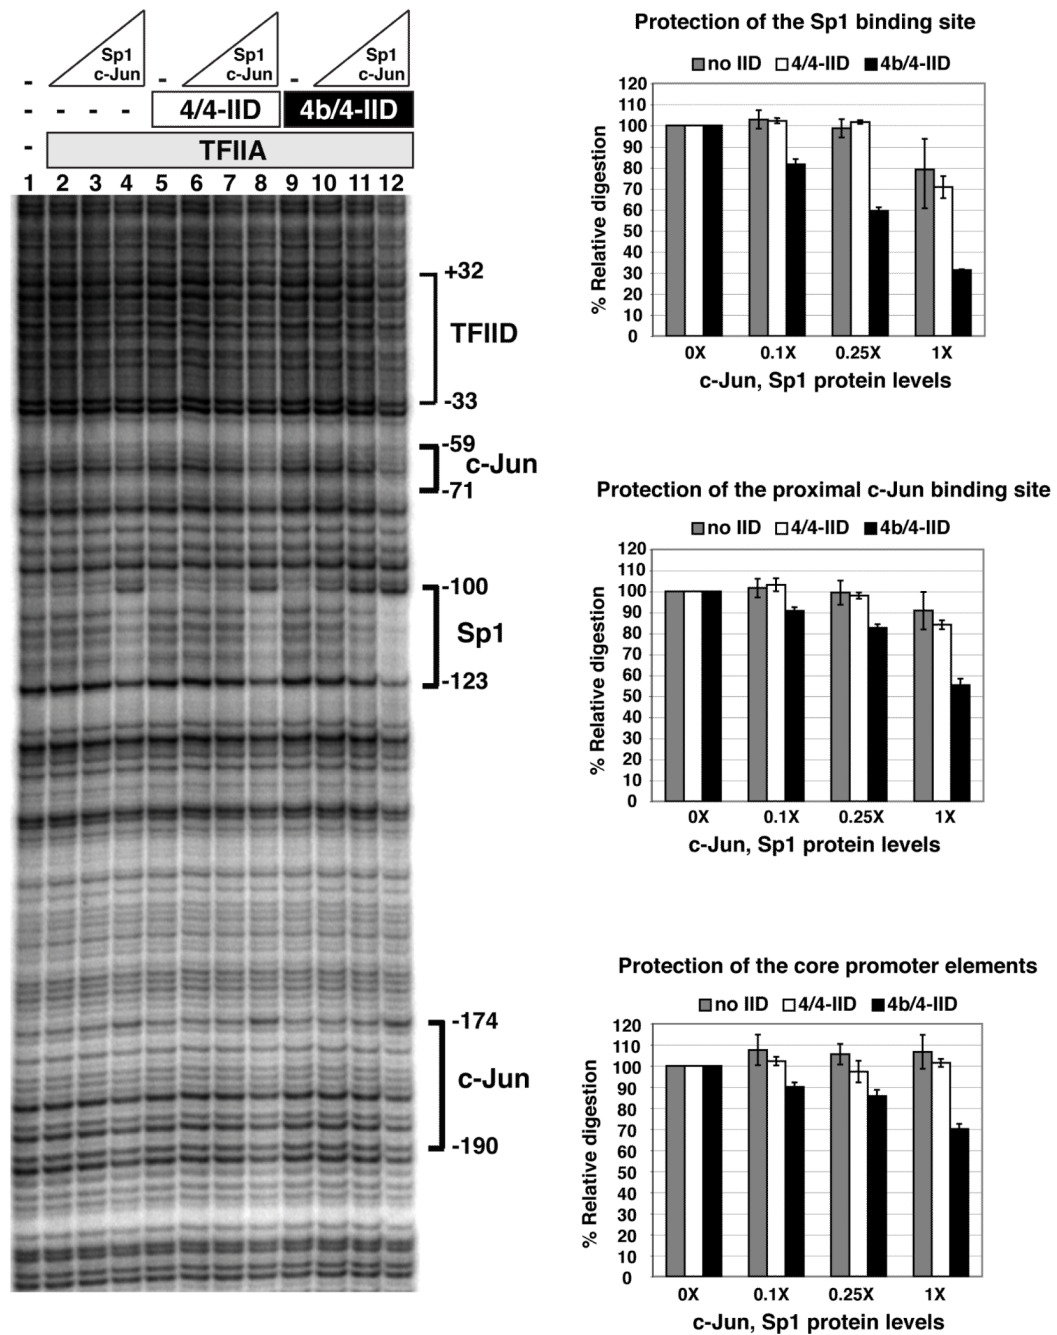 Sp1
c-Jun
Sp1
c-Jun
Sp1
c-Jun
- - -
- - - - 4/4-IID 4b/4-IID
- TFIIA
1 2 3 4 5 6 7 8 9 10 11 12
+32
TFIID
-33
-59
c-Jun
-71
-100
Sp1
-123
-174
c-Jun
-190
Protection of the Sp1 binding site
no IID 4/4-IID 4b/4-IID
% Relative digestion
120
110
100
90
80
70
60
50
40
30
20
10
0
0X 0.1X 0.25X 1X
c-Jun, Sp1 protein levels
Protection of the proximal c-Jun binding site
no IID 4/4-IID 4b/4-IID
% Relative digestion
120
110
100
90
80
70
60
50
40
30
20
10
0
0X 0.1X 0.25X 1X
c-Jun, Sp1 protein levels
Protection of the core promoter elements
no IID 4/4-IID 4b/4-IID
% Relative digestion
120
110
100
90
80
70
60
50
40
30
20
10
0
0X 0.1X 0.25X 1X
c-Jun, Sp1 protein levels